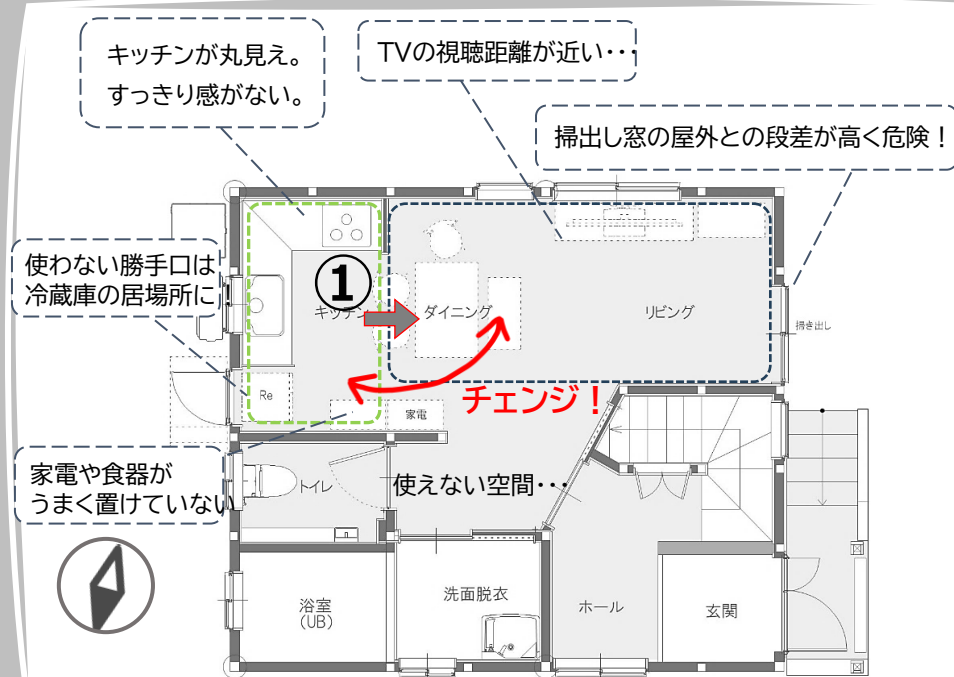 キッチンが丸見え。
すっきり感がない。
TVの視聴距離が近い・・・
掃出し窓の屋外との段差が高く危険！
使わない勝手口は
冷蔵庫の居場所に
①
キッチン
ダイニング
リビング
掃き出し
チェンジ！
Re
家電
家電や食器が
うまく置けていない
トイレ
使えない空間・・・
浴室
(UB)
洗面脱衣
ホール
玄関